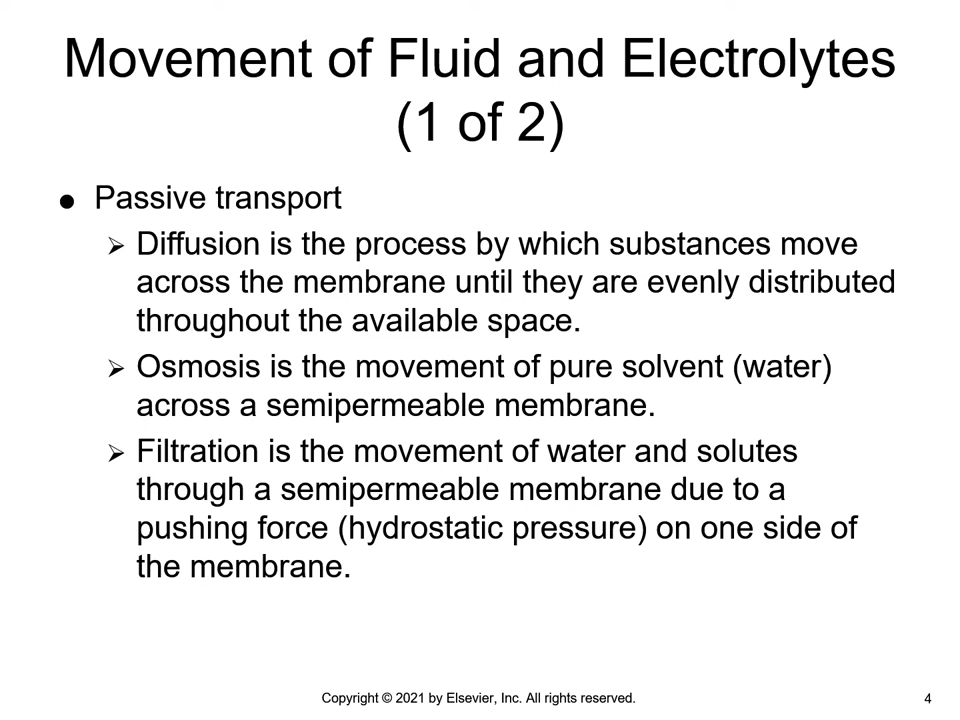 Movement of Fluid and Electrolytes
(1 of 2)
● Passive transport
➢ Diffusion is the process by which substances move
across the membrane until they are evenly distributed
throughout the available space.
➢ Osmosis is the movement of pure solvent (water)
across a semipermeable membrane.
➢ Filtration is the movement of water and solutes
through a semipermeable membrane due to a
pushing force (hydrostatic pressure) on one side of
the membrane.
Copyright © 2021 by Elsevier, Inc. All rights reserved.
4